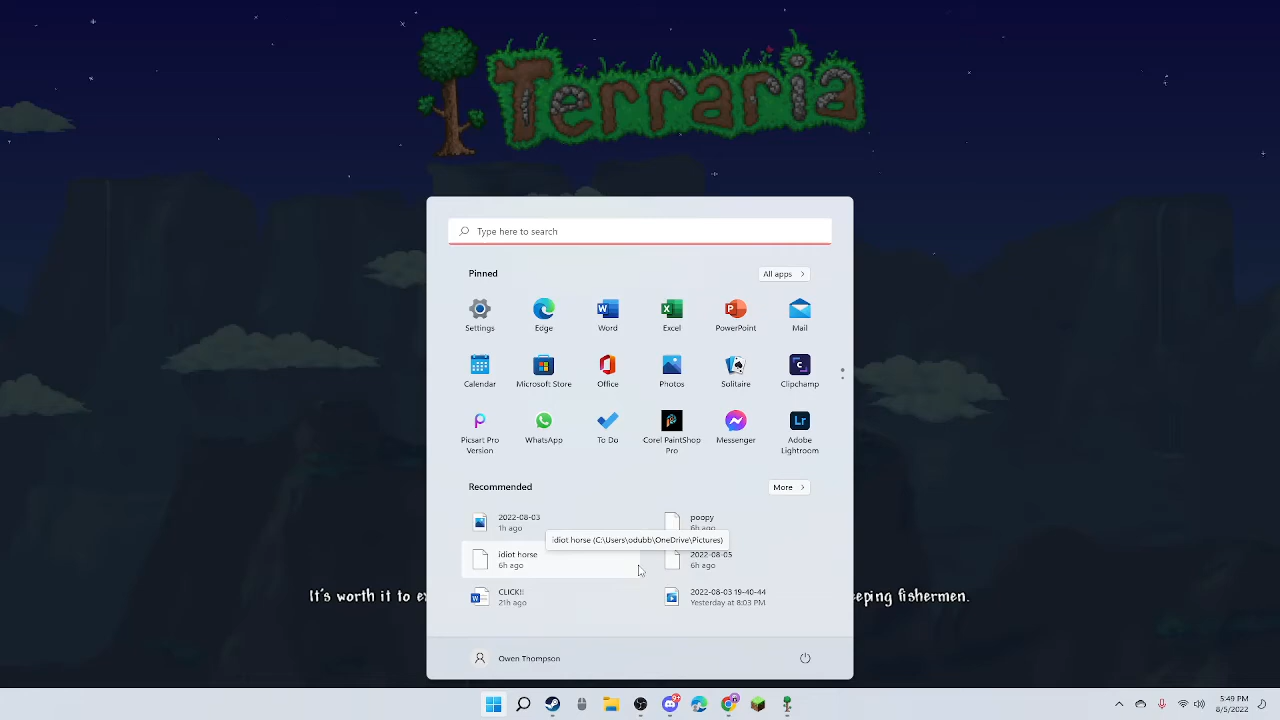 Terraria
Type here to search
Pinned
All apps
Settings
Edge
Word
Excel
PowerPoint
Mail
Calendar
Microsoft Store
Office
Photos
Solitaire
Clipchamp
Picsart Pro
Version
WhatsApp
To Do
Corel PaintShop
Pro
Messenger
Adobe
Lightroom
Recommended
More
2022-08-03
1h ago
poopy
6h ago
idiot horse (C:\Users\odubb\OneDrive\Pictures)
idiot horse
6h ago
2022-08-05
6h ago
CLICK!!
21h ago
2022-08-03 19-40-44
Yesterday at 8:03 PM
It's worth it to
fishermen.
Owen Thompson
5:49 PM
8/5/2022